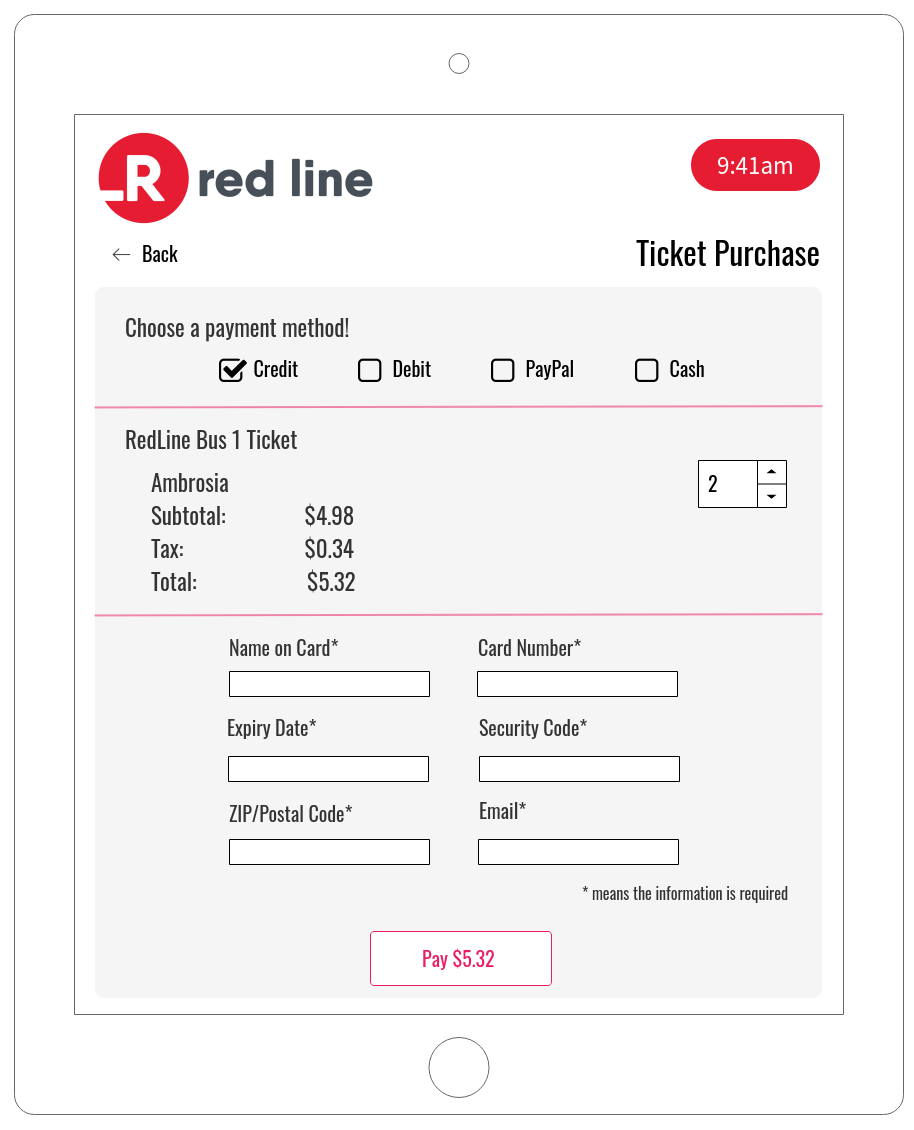 R red line
9:41am
Back
Ticket Purchase
Choose a payment method!
Credit Debit PayPal Cash
RedLine Bus 1 Ticket
Ambrosia
2
Subtotal: $4.98
Tax: $0.34
Total: $5.32
Name on Card* Card Number*
Expiry Date* Security Code*
ZIP/Postal Code* Email*
* means the information is required
Pay $5.32